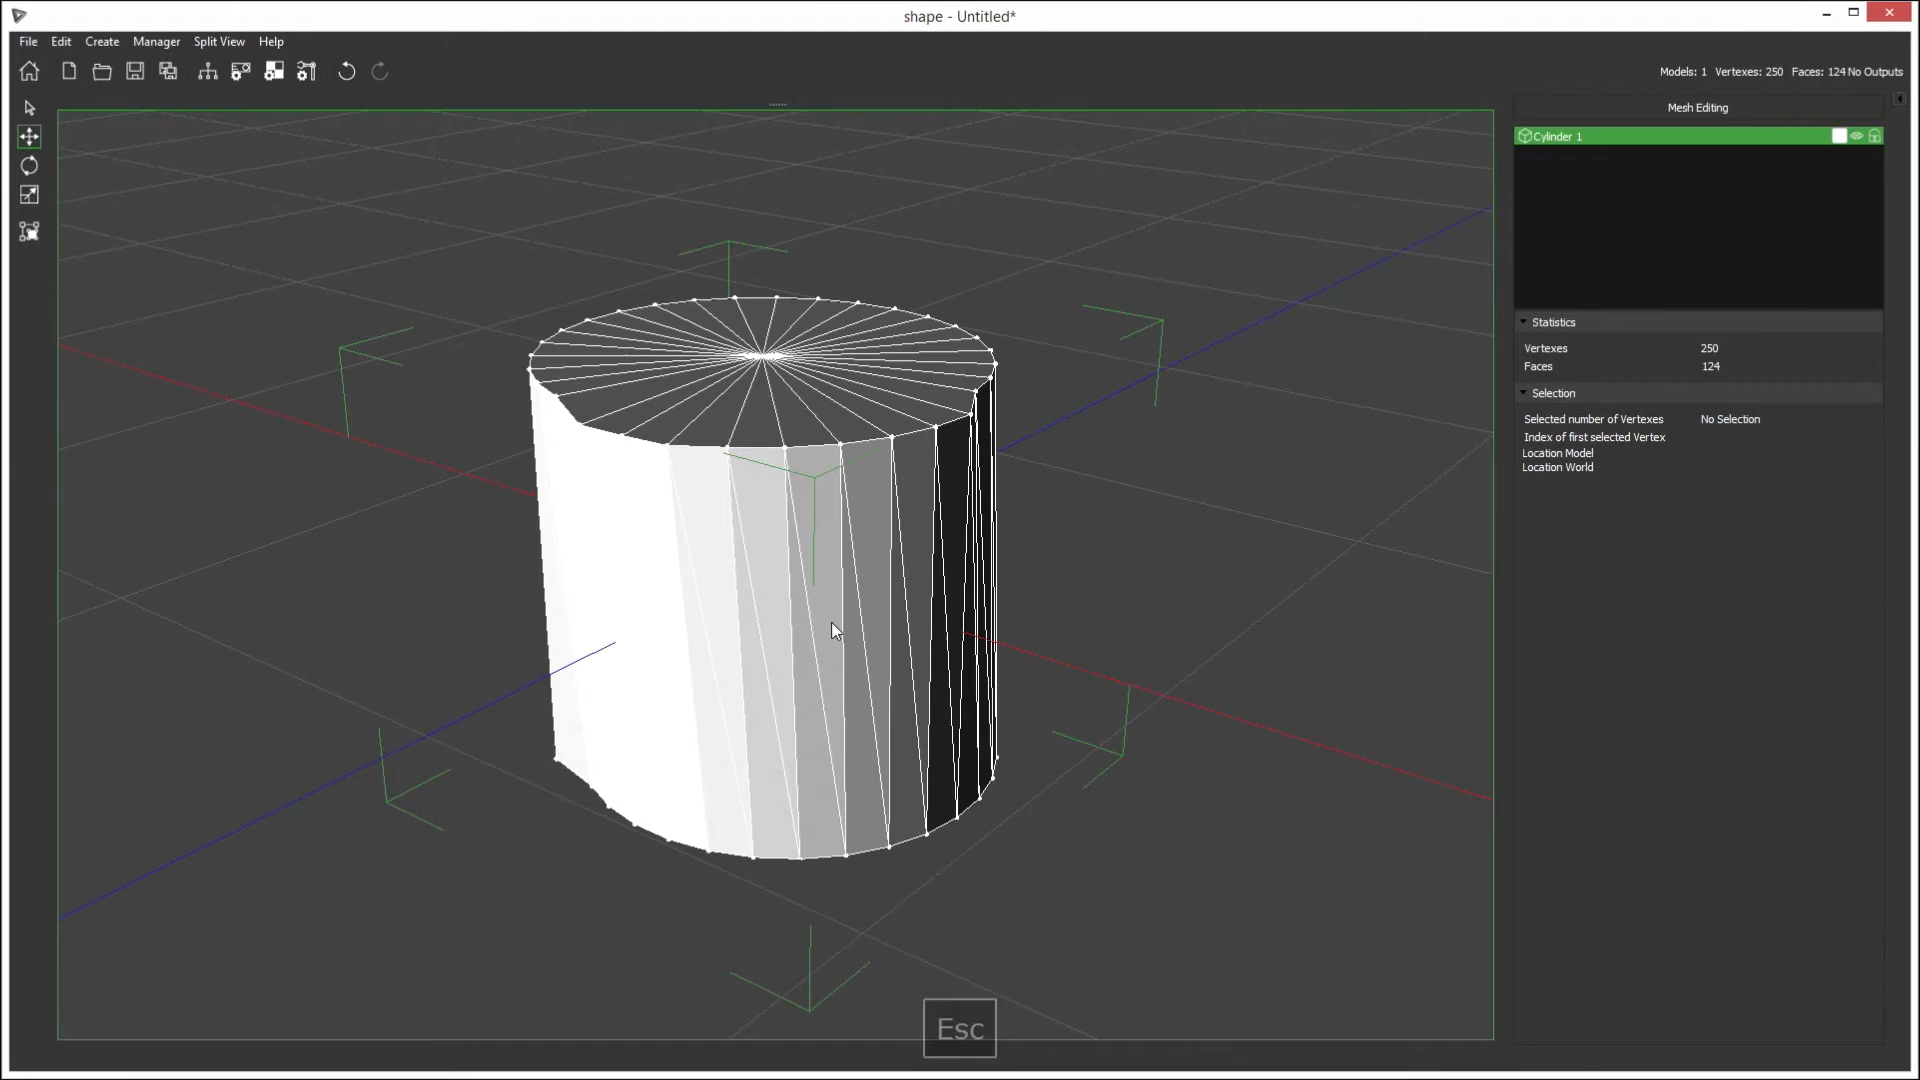 shape - Untitled*
File Edit Create Manager Split View Help
Models: 1 Vertexes: 250 Faces: 124 No Outputs
Mesh Editing
Cylinder 1
Statistics
Vertexes 250
Faces 124
Selection
Selected number of Vertexes No Selection
Index of first selected Vertex
Location Model
Location World
Esc